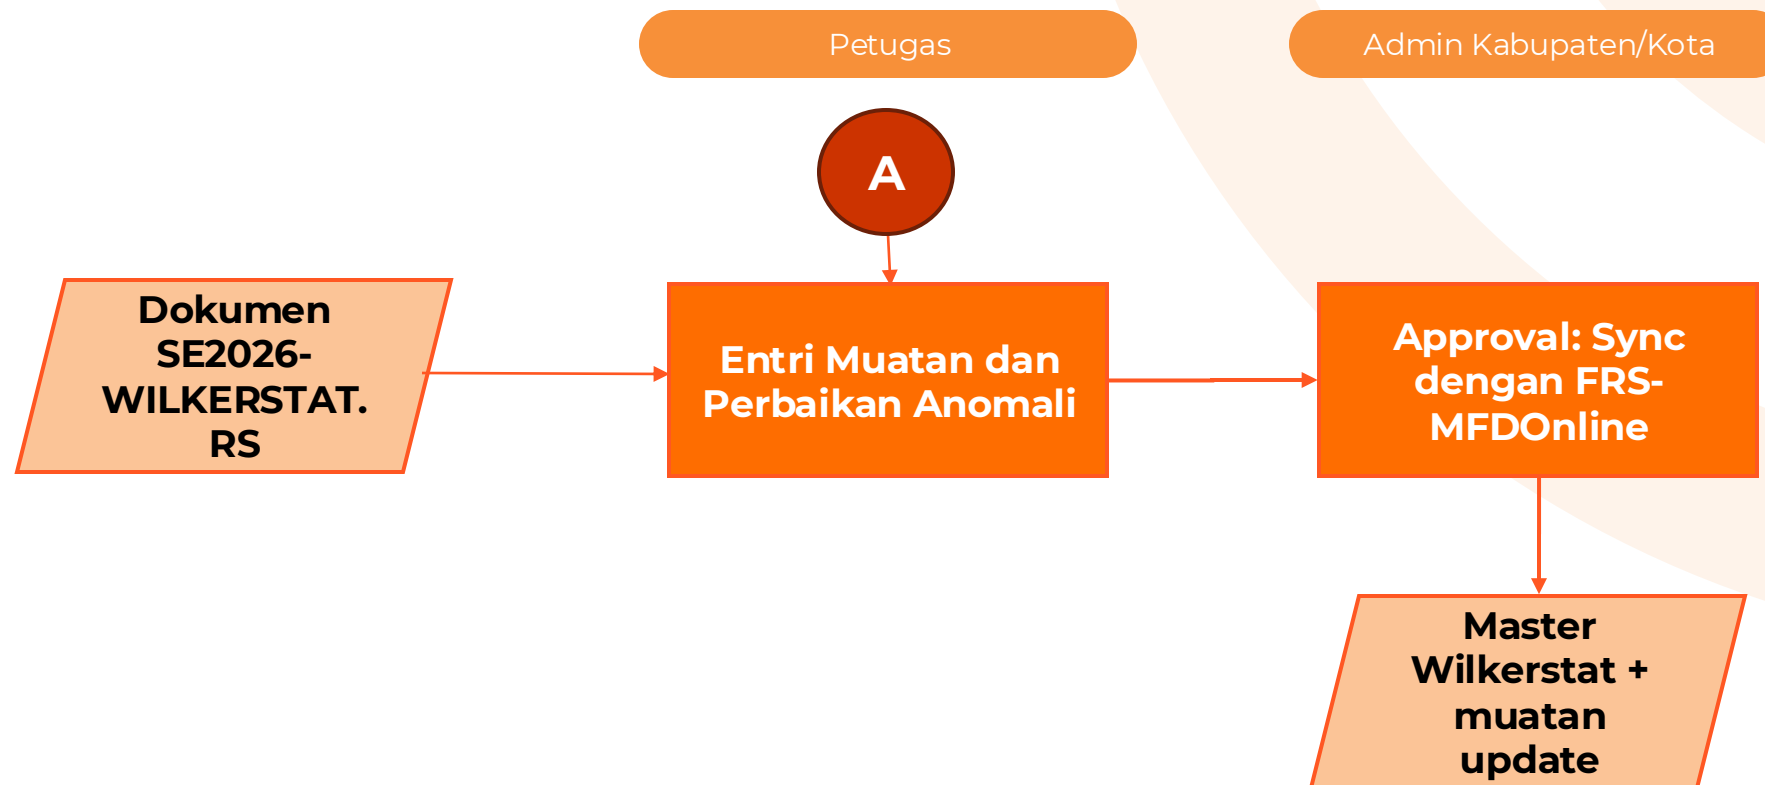 Petugas
Admin Kabupaten/Kota
A
Dokumen
SE2026-
WILKERSTAT.
RS
Entri Muatan dan
Perbaikan Anomali
Approval: Sync
dengan FRS-
MFDOnline
Master
Wilkerstat +
muatan
update